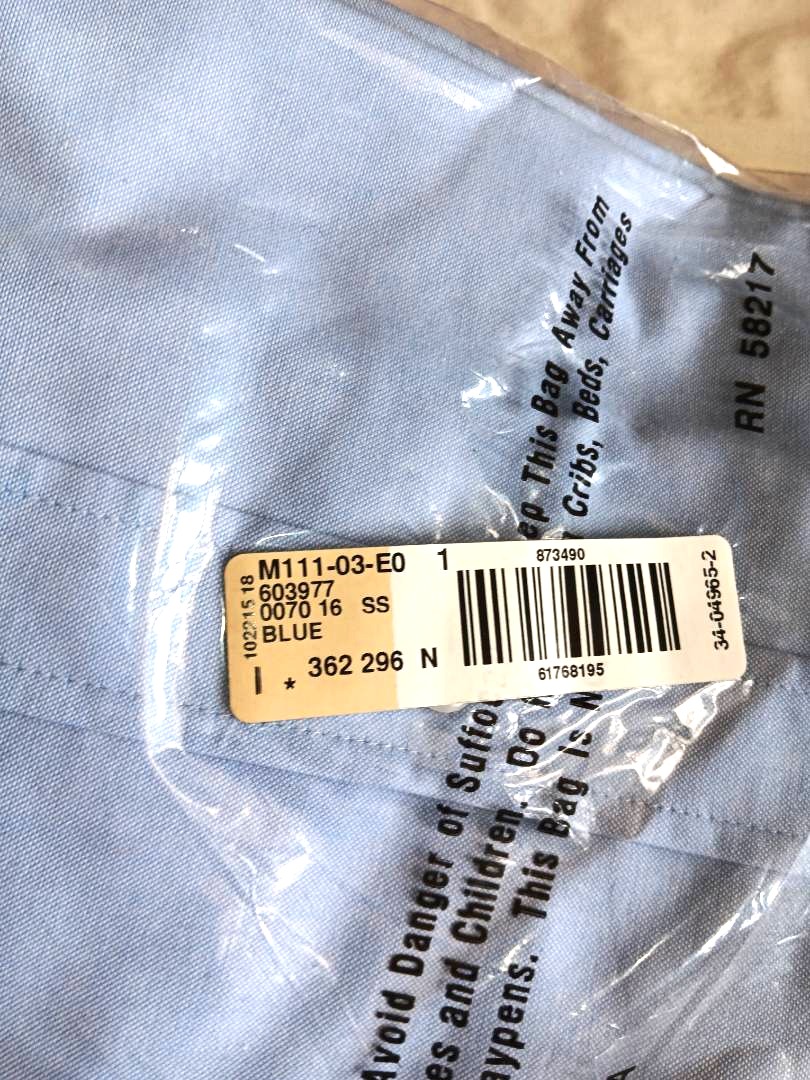 M111-03-E0 1
603977
0070 16 SS
BLUE
* 362 296 N
873490
61768195
34-04965-2
RN 58217
ep This Bag Away From
Cribs, Beds, Carriages
Avoid Danger of Suffo
es and Children. Do
aypens. This Bag Is N
A